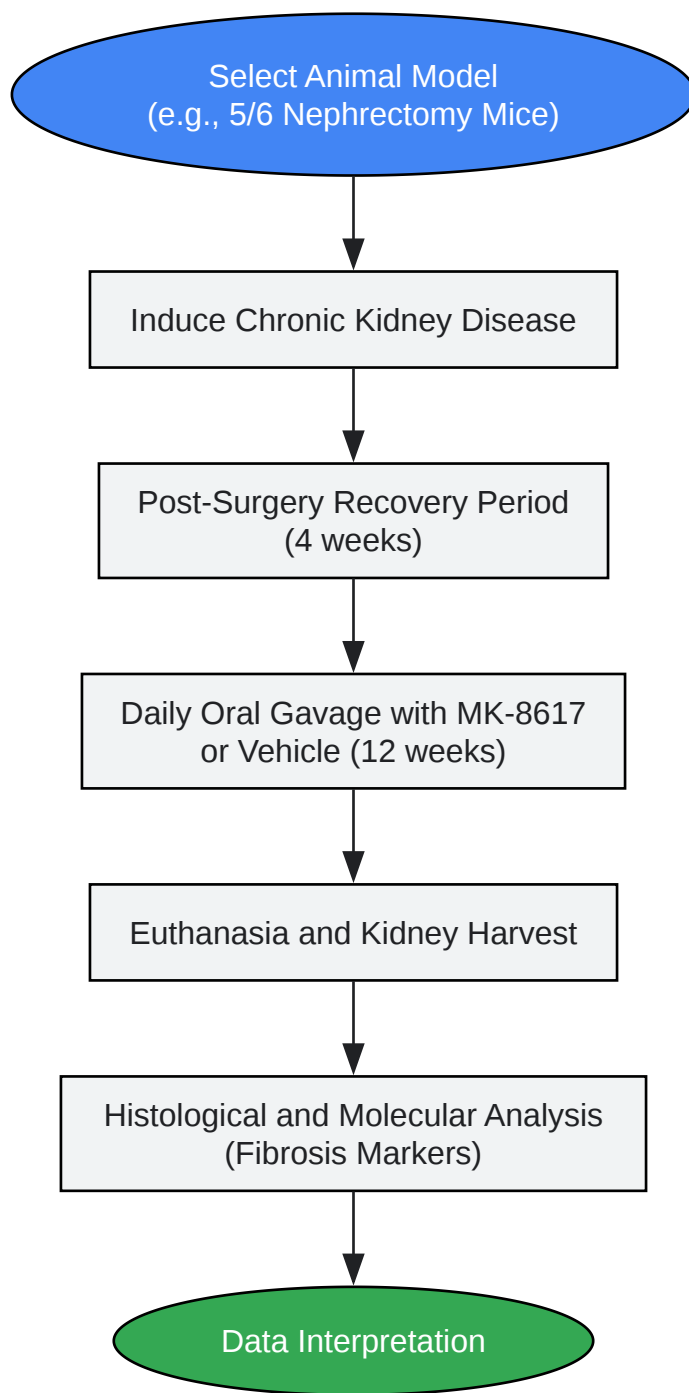 Select Animal Model
(e.g., 5/6 Nephrectomy Mice)
Induce Chronic Kidney Disease
Post-Surgery Recovery Period
(4 weeks)
Daily Oral Gavage with MK-8617
or Vehicle (12 weeks)
Euthanasia and Kidney Harvest
Histological and Molecular Analysis
(Fibrosis Markers)
Data Interpretation